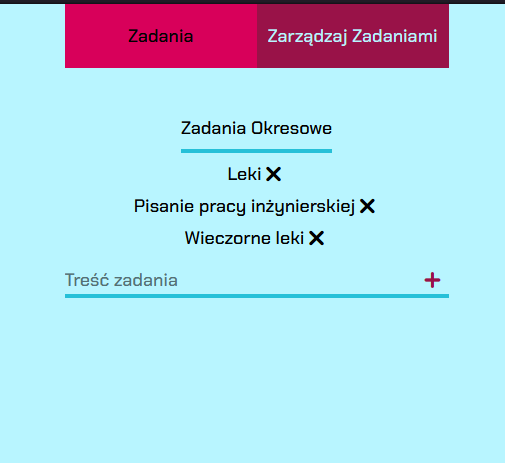 Zadania
Zarządzaj Zadaniami
Zadania Okresowe
Leki
Pisanie pracy inżynierskiej
Wieczorne leki
Treść zadania